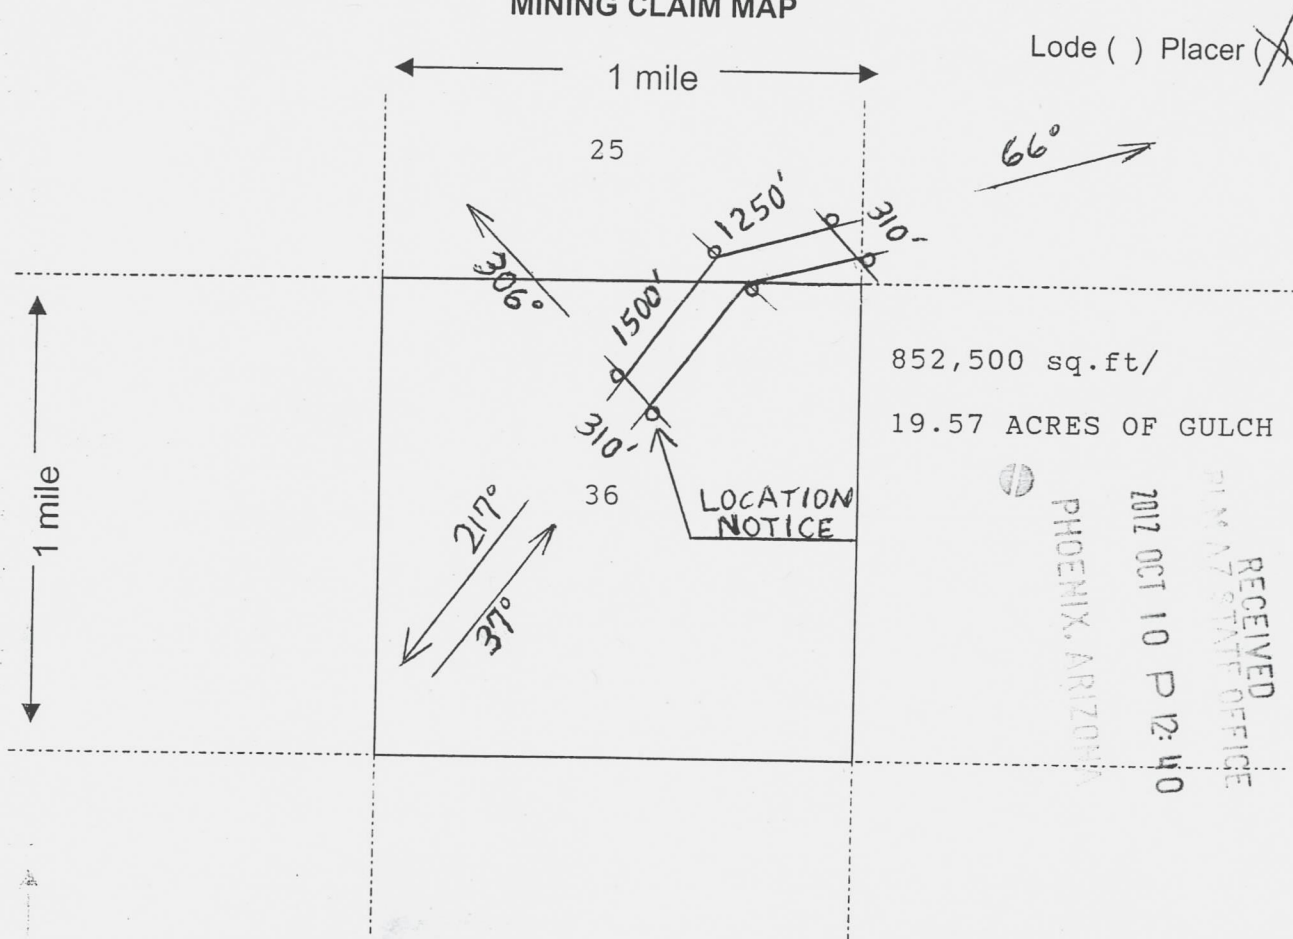 MINING CLAIM MAP
Lode ( ) Placer (X)
1 mile
25
66°
1250'
310-
306°
1500'
310-
852,500 sq.ft/
19.57 ACRES OF GULCH
36
LOCATION
NOTICE
1 mile
217°
37°
RECEIVED
BLM AZ STATE OFFICE
2012 OCT 10 P 12:40
PHOENIX, ARIZONA